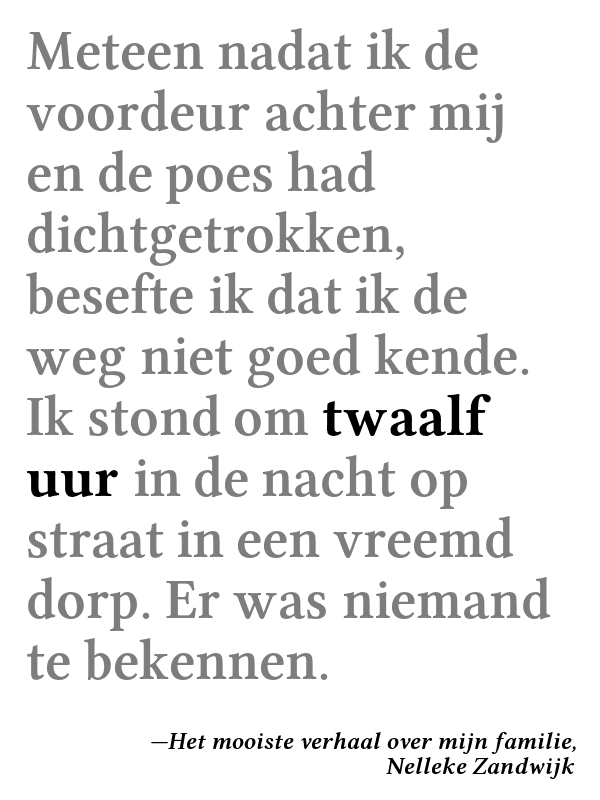 Meteen nadat ik de
voordeur achter mij
en de poes had
dichtgetrokken,
besefte ik dat ik de
weg niet goed kende.
Ik stond om twaalf
uur in de nacht op
straat in een vreemd
dorp. Er was niemand
te bekennen.
—Het mooiste verhaal over mijn familie,
Nelleke Zandwijk